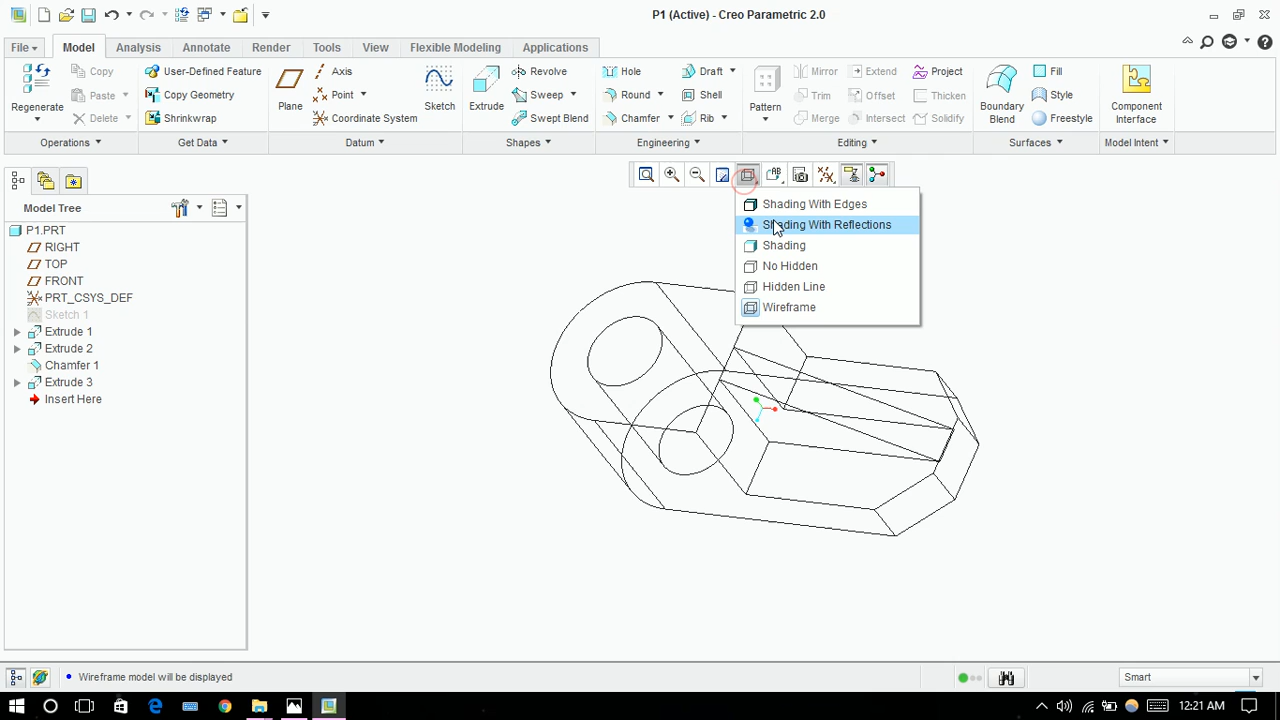 P1 (Active) - Creo Parametric 2.0
File Model Analysis Annotate Render Tools View Flexible Modeling Applications
Regenerate
Copy
Paste
Delete
Operations
User-Defined Feature
Copy Geometry
Shrinkwrap
Get Data
Plane
Axis
Point
Coordinate System
Datum
Sketch
Extrude
Revolve
Sweep
Swept Blend
Shapes
Hole
Round
Chamfer
Draft
Shell
Rib
Engineering
Pattern
Mirror
Trim
Merge
Extend
Offset
Intersect
Project
Thicken
Solidify
Editing
Boundary
Blend
Fill
Style
Freestyle
Surfaces
Component
Interface
Model Intent
Shading With Edges
Shading With Reflections
Shading
No Hidden
Hidden Line
Wireframe
Model Tree
P1.PRT
RIGHT
TOP
FRONT
PRT_CSYS_DEF
Sketch 1
Extrude 1
Extrude 2
Chamfer 1
Extrude 3
Insert Here
Wireframe model will be displayed
Smart
12:21 AM